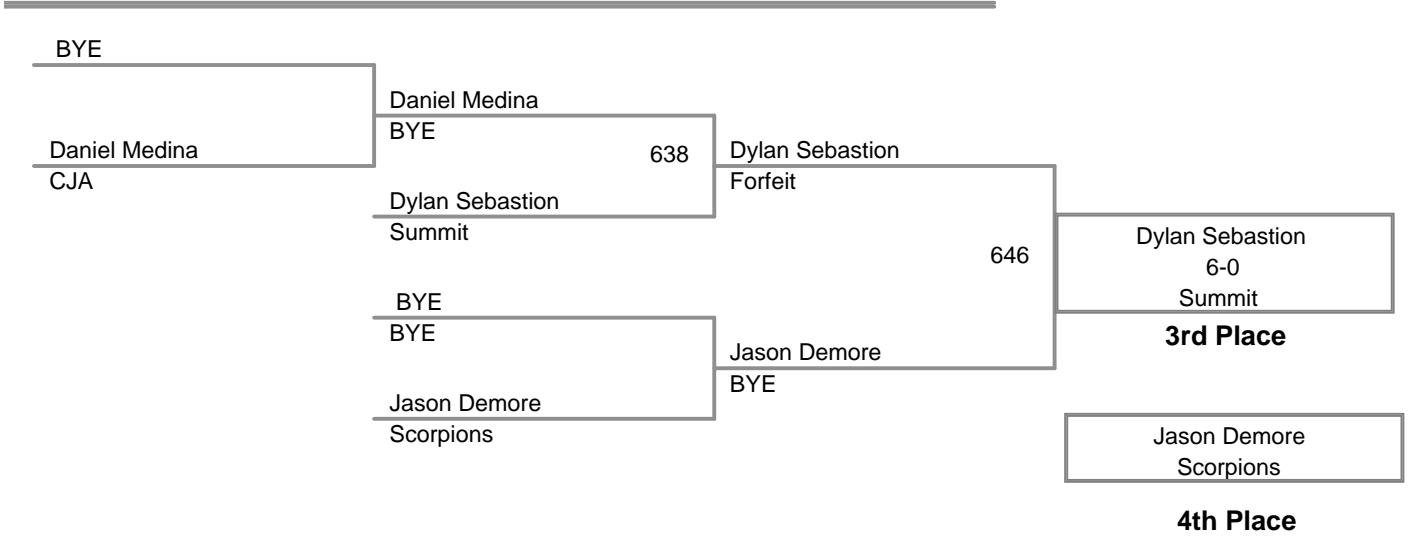 BYE
Daniel Medina
CJA
Daniel Medina
BYE
638
Dylan Sebastion
Summit
BYE
BYE
Jason Demore
Scorpions
Dylan Sebastion
Forfeit
646
Jason Demore
BYE
Dylan Sebastion
6-0
Summit
3rd Place
Jason Demore
Scorpions
4th Place